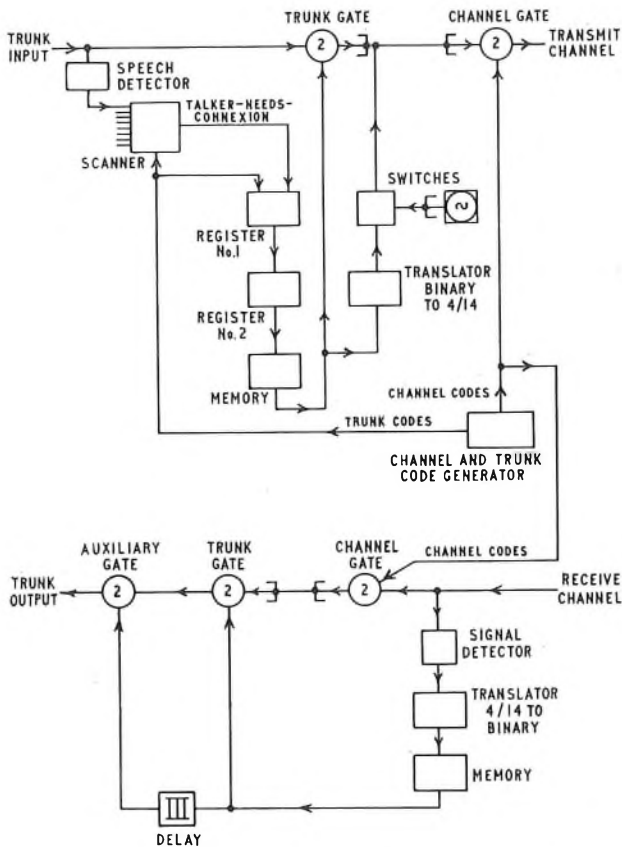 TRUNK GATE
CHANNEL GATE
TRUNK
INPUT
2
2
TRANSMIT
CHANNEL
SPEECH
DETECTOR
TALKER-NEEDS-
CONNEXION
SCANNER
SWITCHES
REGISTER
No.1
TRANSLATOR
BINARY
TO 4/14
REGISTER
No.2
MEMORY
CHANNEL CODES
TRUNK CODES
CHANNEL AND TRUNK
CODE GENERATOR
AUXILIARY
GATE
TRUNK
GATE
CHANNEL
GATE
CHANNEL CODES
TRUNK
OUTPUT
2
2
2
RECEIVE
CHANNEL
SIGNAL
DETECTOR
TRANSLATOR
4/14 TO
BINARY
MEMORY
DELAY